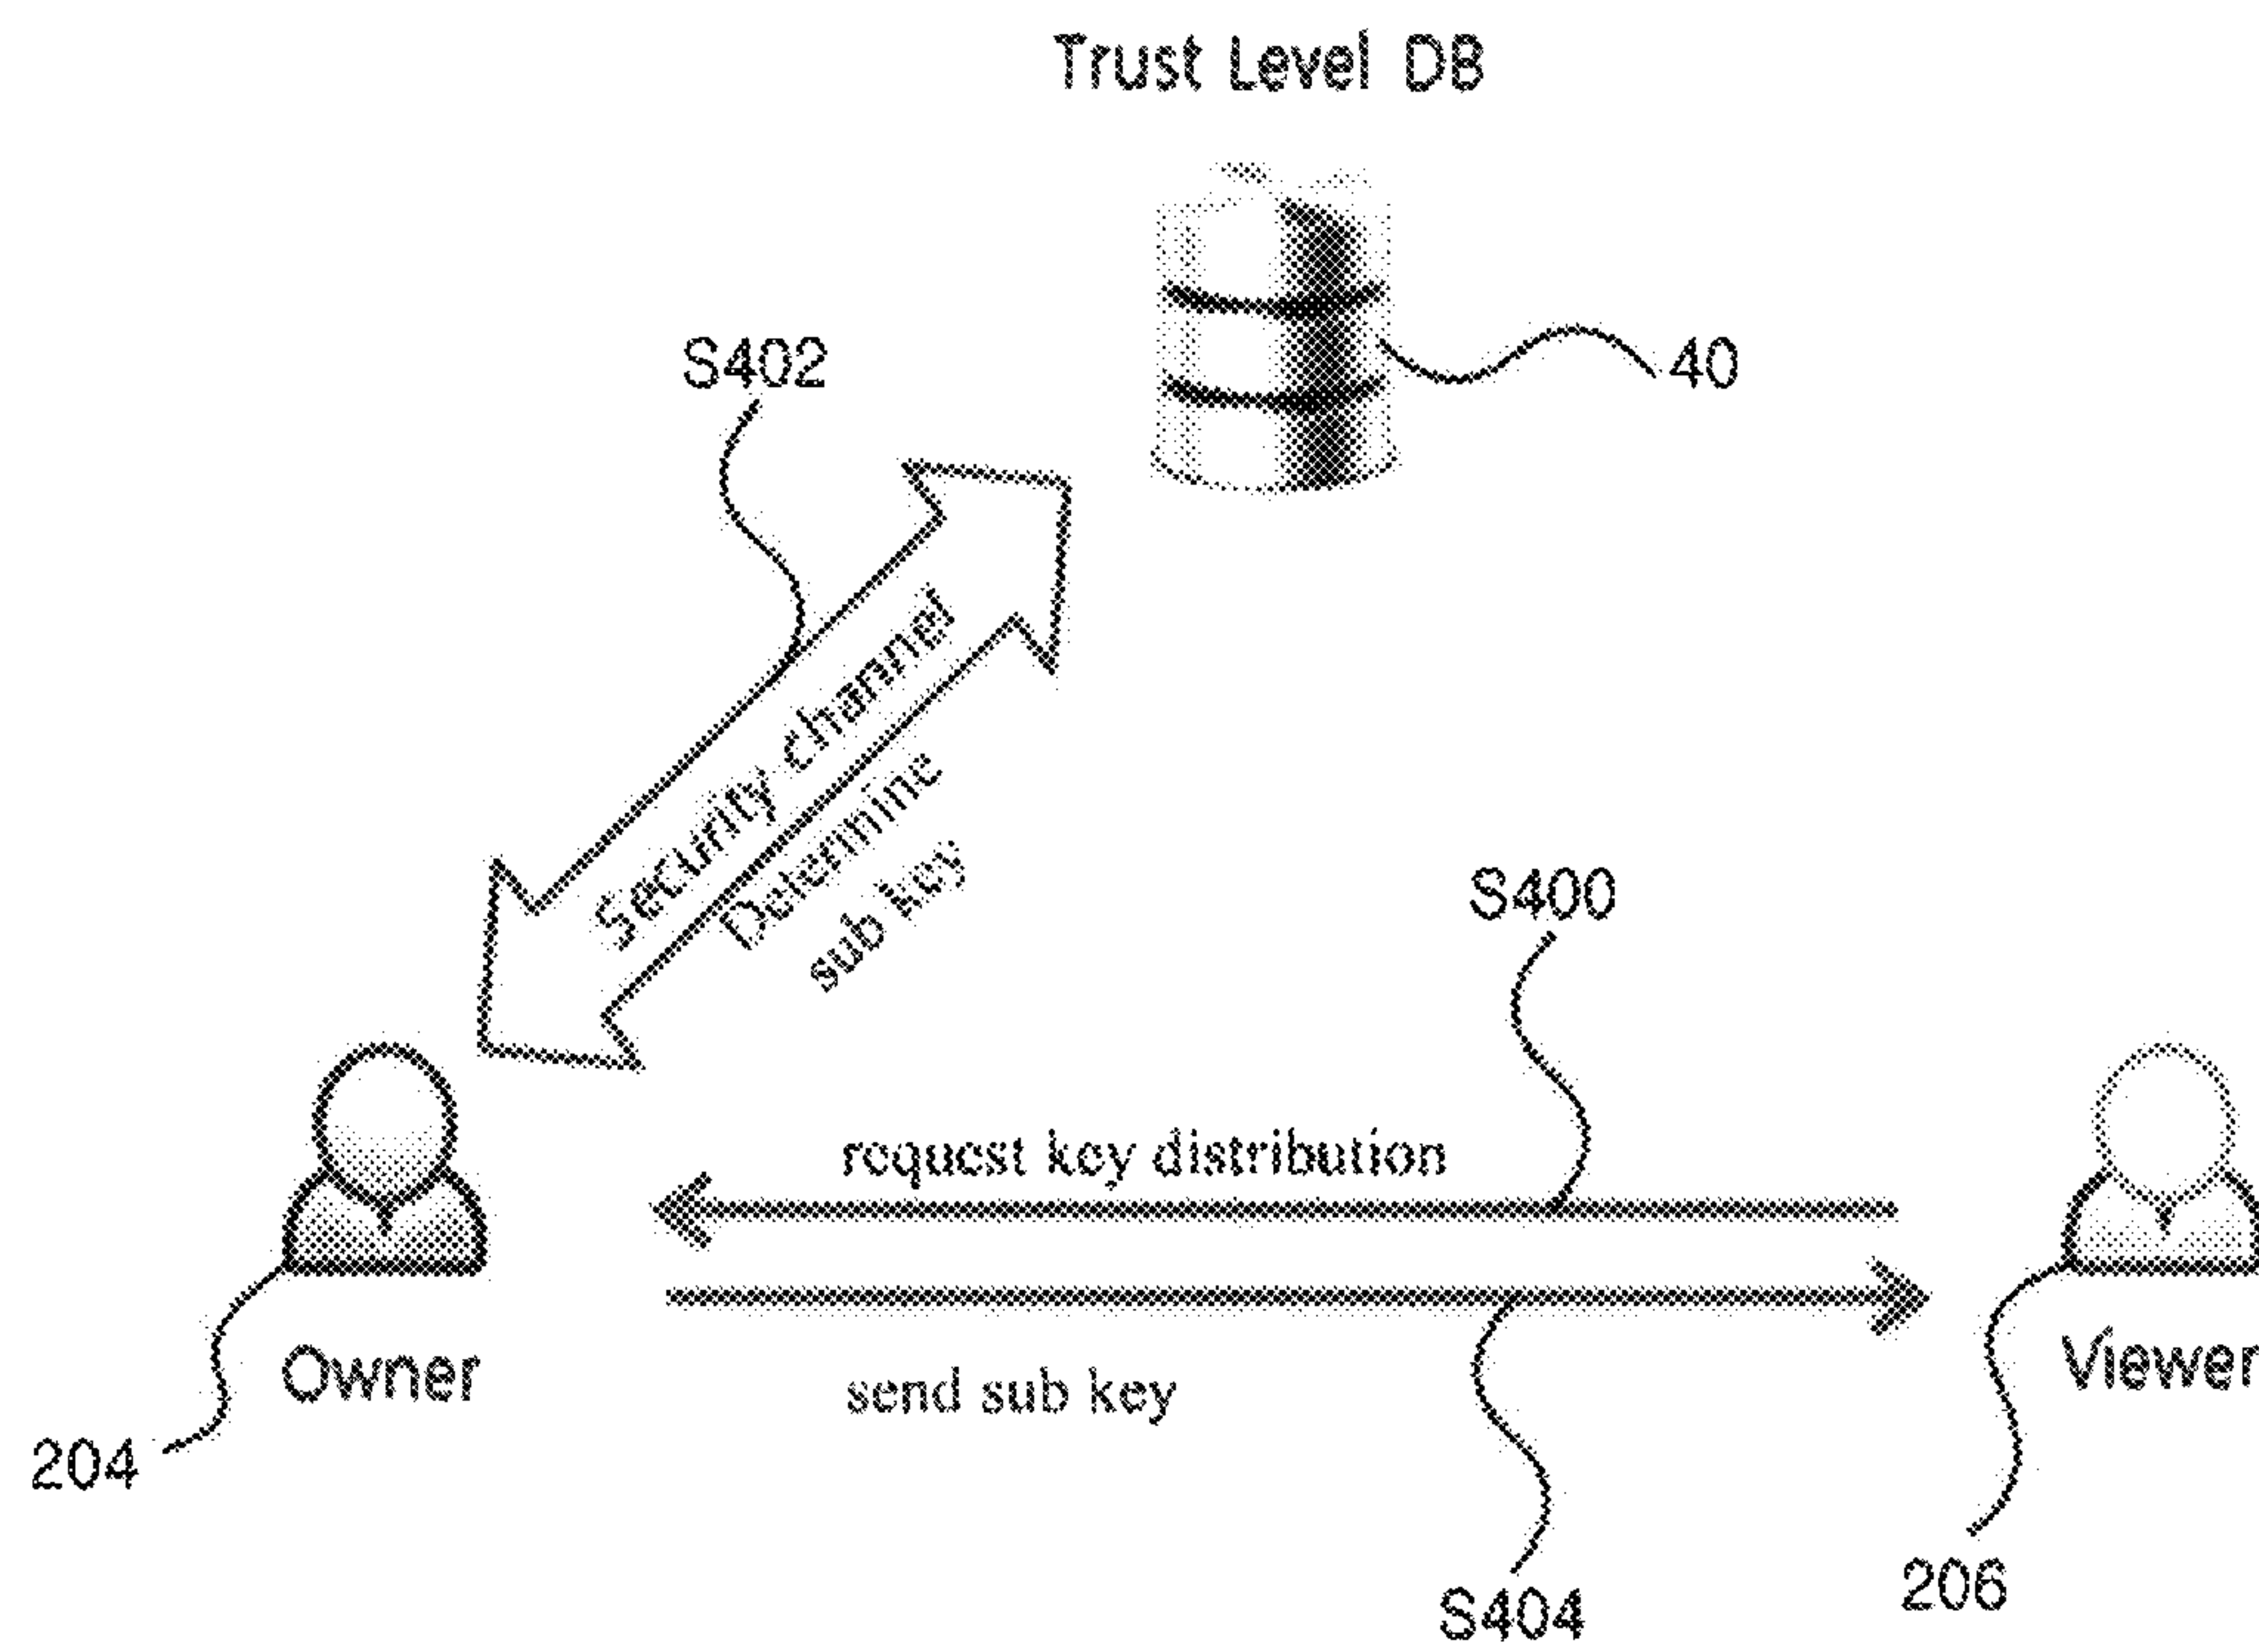 Trust Level DB
S402
40
Security channel
Determine
sub key
S400
request key distribution
Owner
Viewer
send sub key
204
206
S404